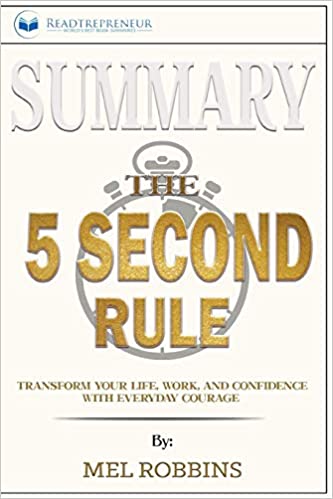 READTREPRENEUR
WORLD'S BEST BOOK SUMMARIES
SUMMARY
THE
5 SECOND
RULE
TRANSFORM YOUR LIFE, WORK, AND CONFIDENCE
WITH EVERYDAY COURAGE
By:
MEL ROBBINS